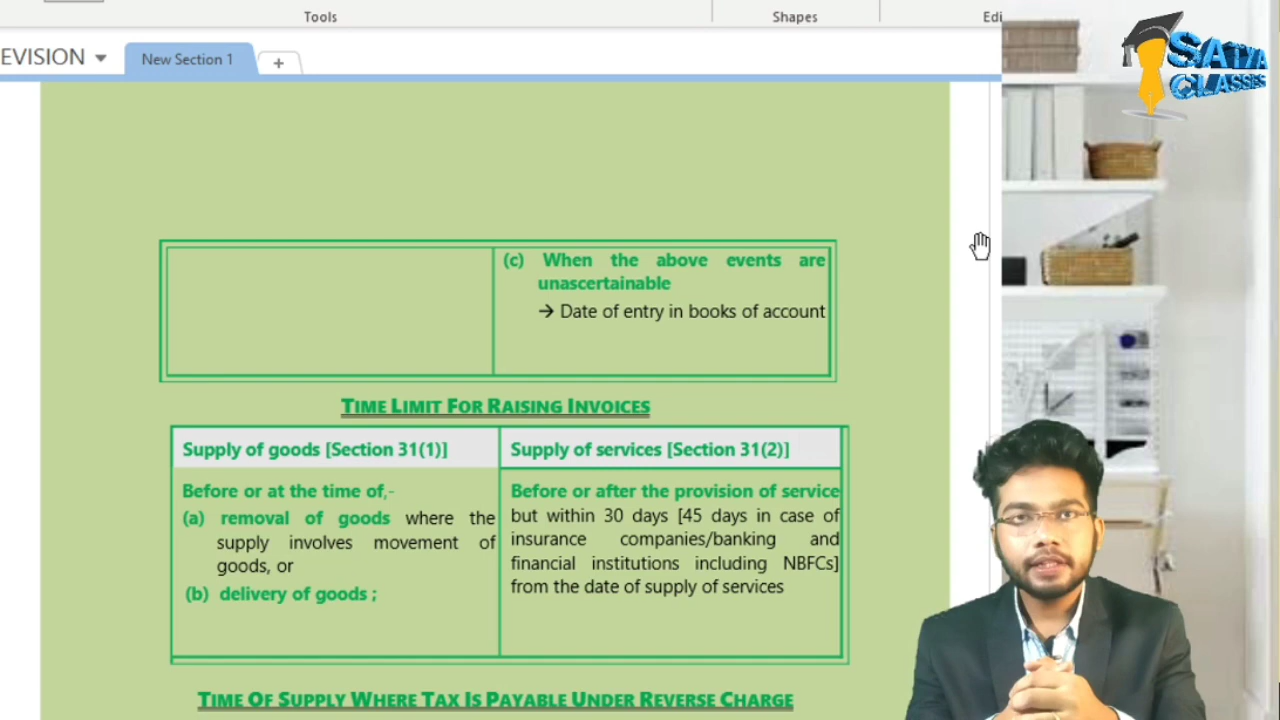 Tools
Shapes
Edi
SATYA
CLASSES
EVISION
New Section 1
+
(c) When the above events are
unascertainable
→ Date of entry in books of account
TIME LIMIT FOR RAISING INVOICES
Supply of goods [Section 31(1)]
Before or at the time of,-
(a) removal of goods where the
supply involves movement of
goods, or
(b) delivery of goods ;
Supply of services [Section 31(2)]
Before or after the provision of service
but within 30 days [45 days in case of
insurance companies/banking and
financial institutions including NBFCs]
from the date of supply of services
TIME OF SUPPLY WHERE TAX IS PAYABLE UNDER REVERSE CHARGE